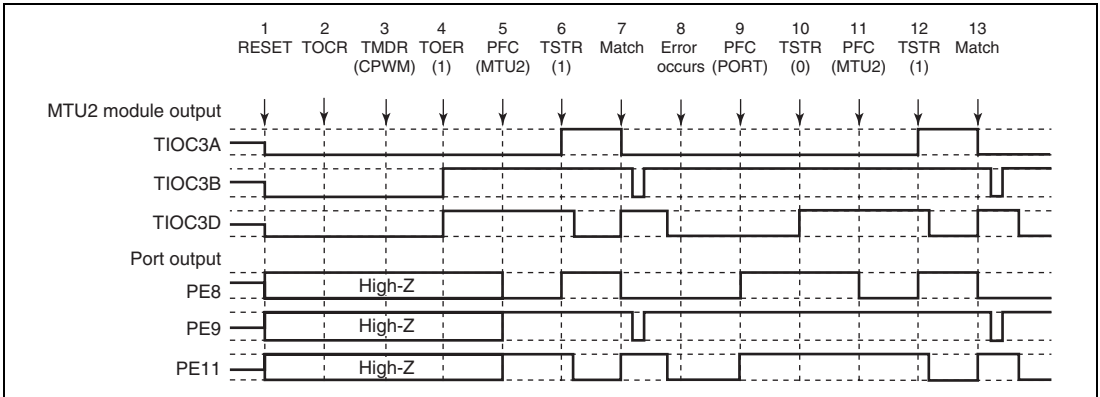 1 2 3 4 5 6 7 8 9 10 11 12 13
RESET TOCR TMDR TOER PFC TSTR Match Error PFC TSTR PFC TSTR Match
(CPWM) (1) (MTU2) (1) occurs (PORT) (0) (MTU2) (1)
MTU2 module output
TIOC3A
TIOC3B
TIOC3D
Port output
PE8 High-Z
PE9 High-Z
PE11 High-Z